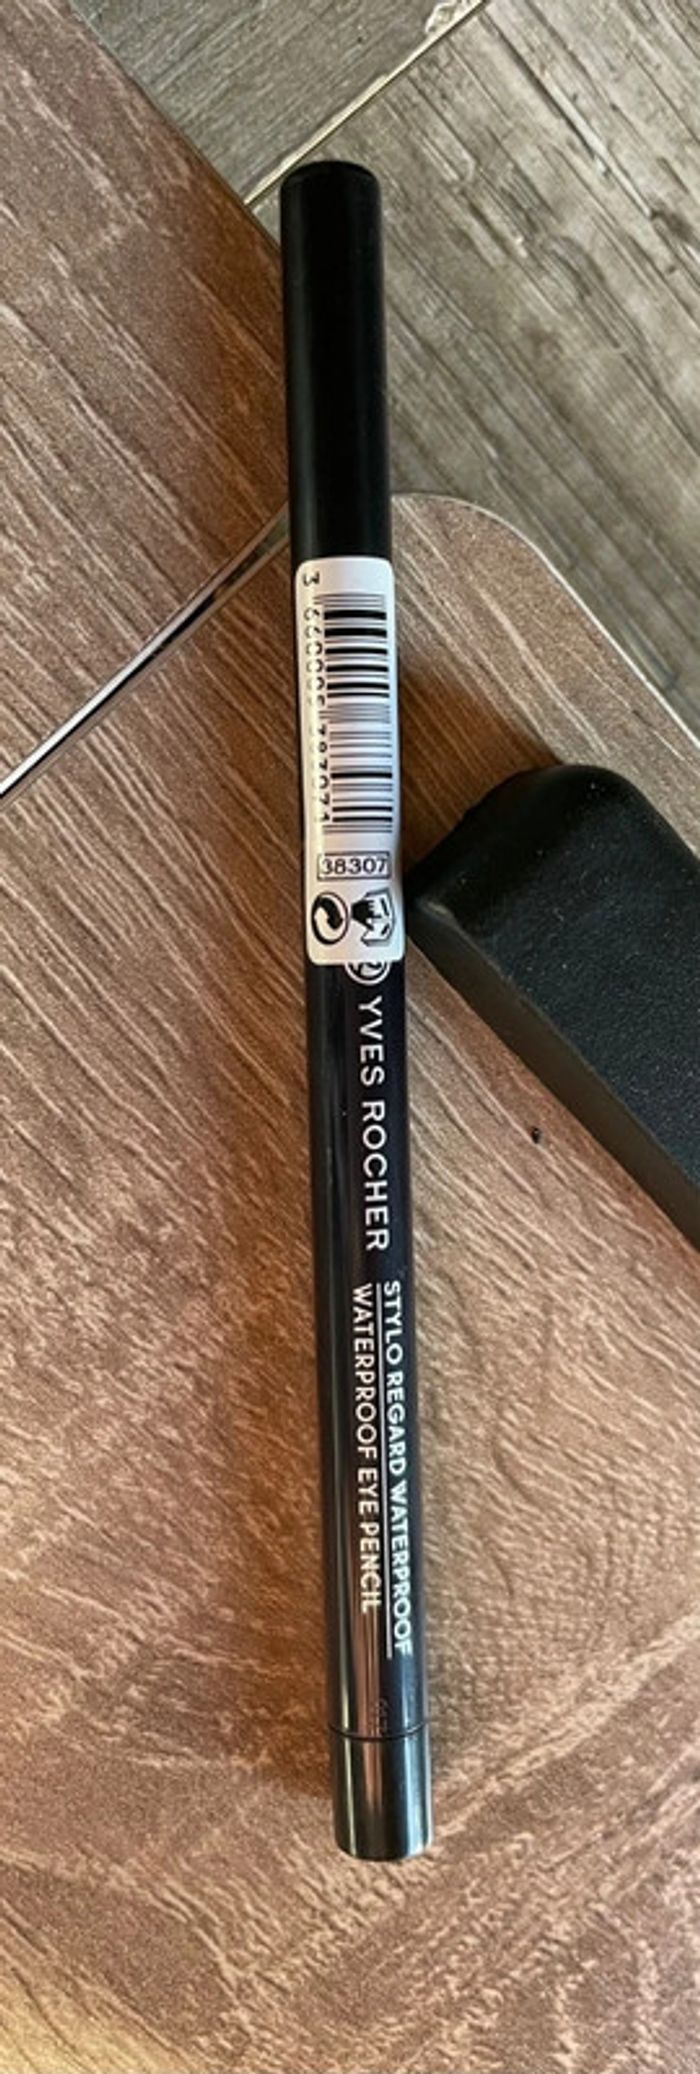 38307
YVES ROCHER
STYLO REGARD WATERPROOF
WATERPROOF EYE PENCIL